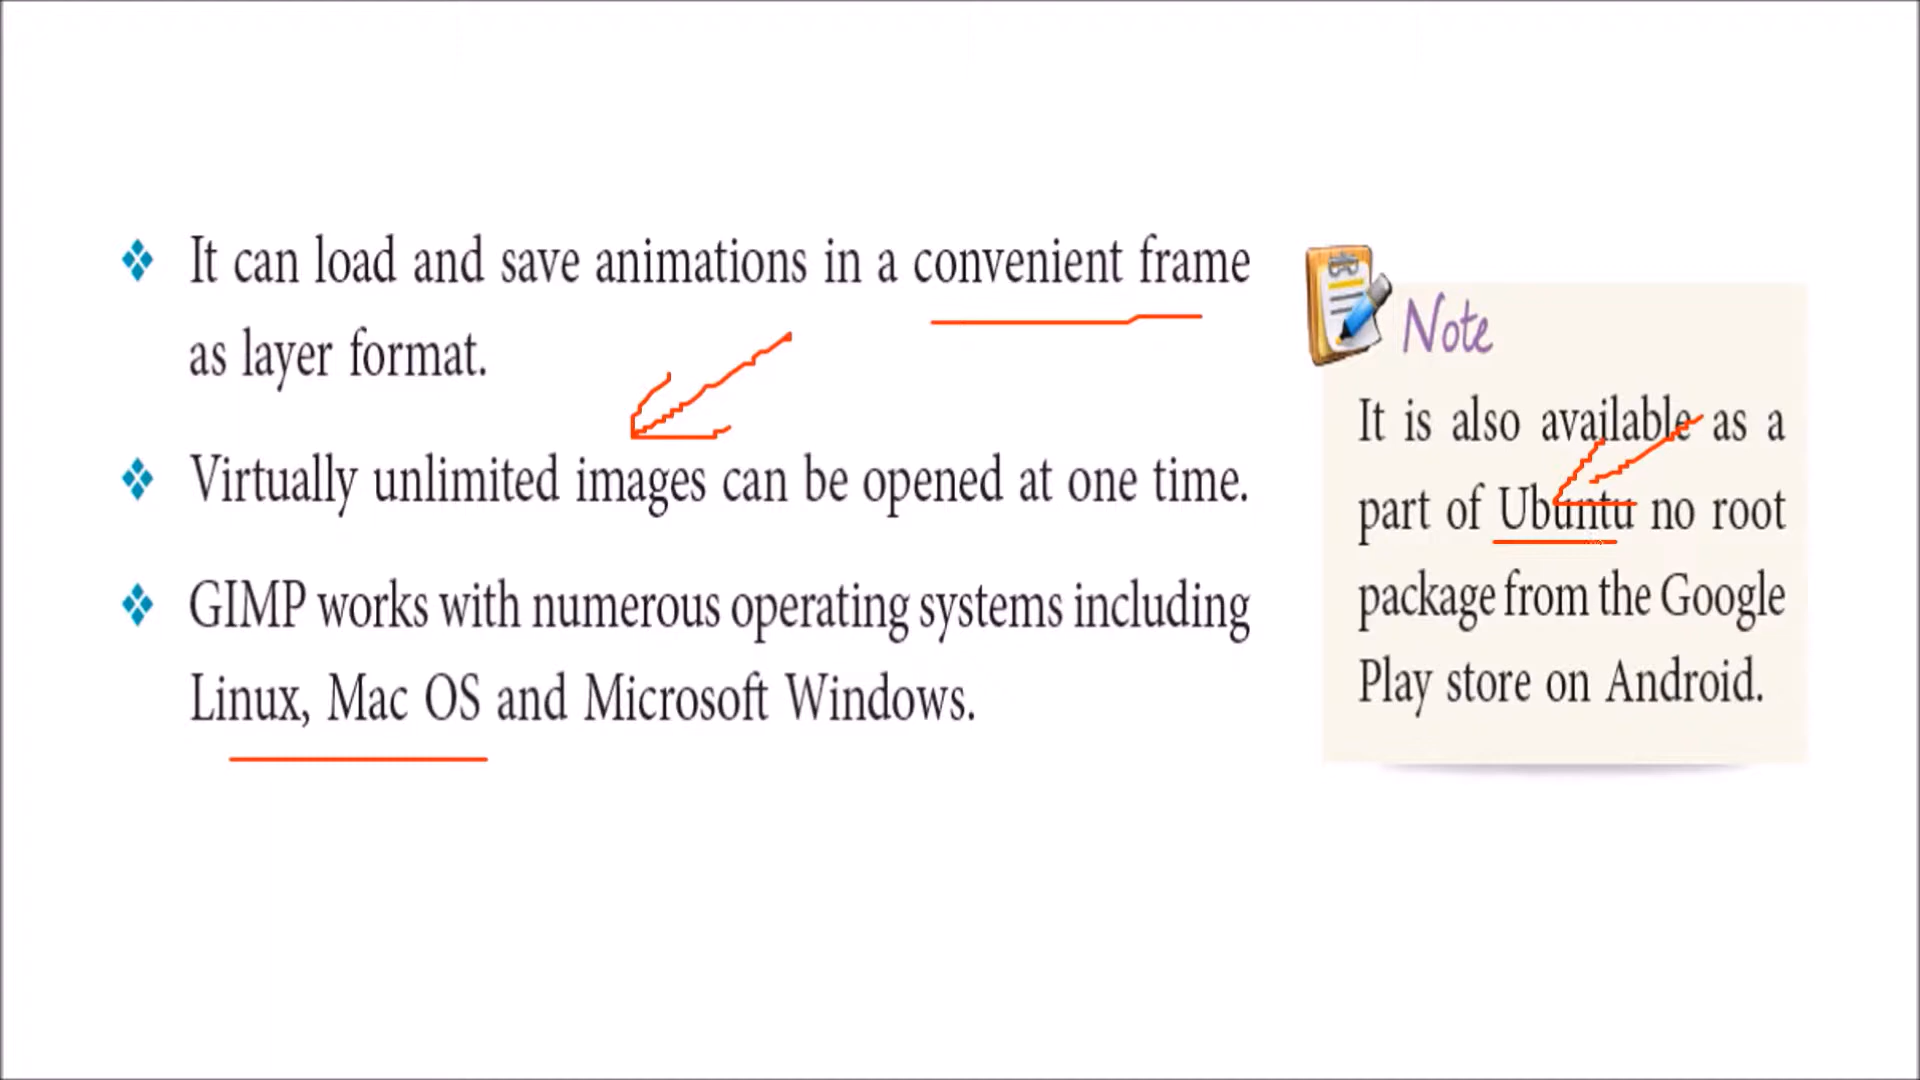 It can load and save animations in a convenient frame
as layer format.
Virtually unlimited images can be opened at one time.
GIMP works with numerous operating systems including
Linux, Mac OS and Microsoft Windows.
Note
It is also available as a
part of Ubuntu no root
package from the Google
Play store on Android.